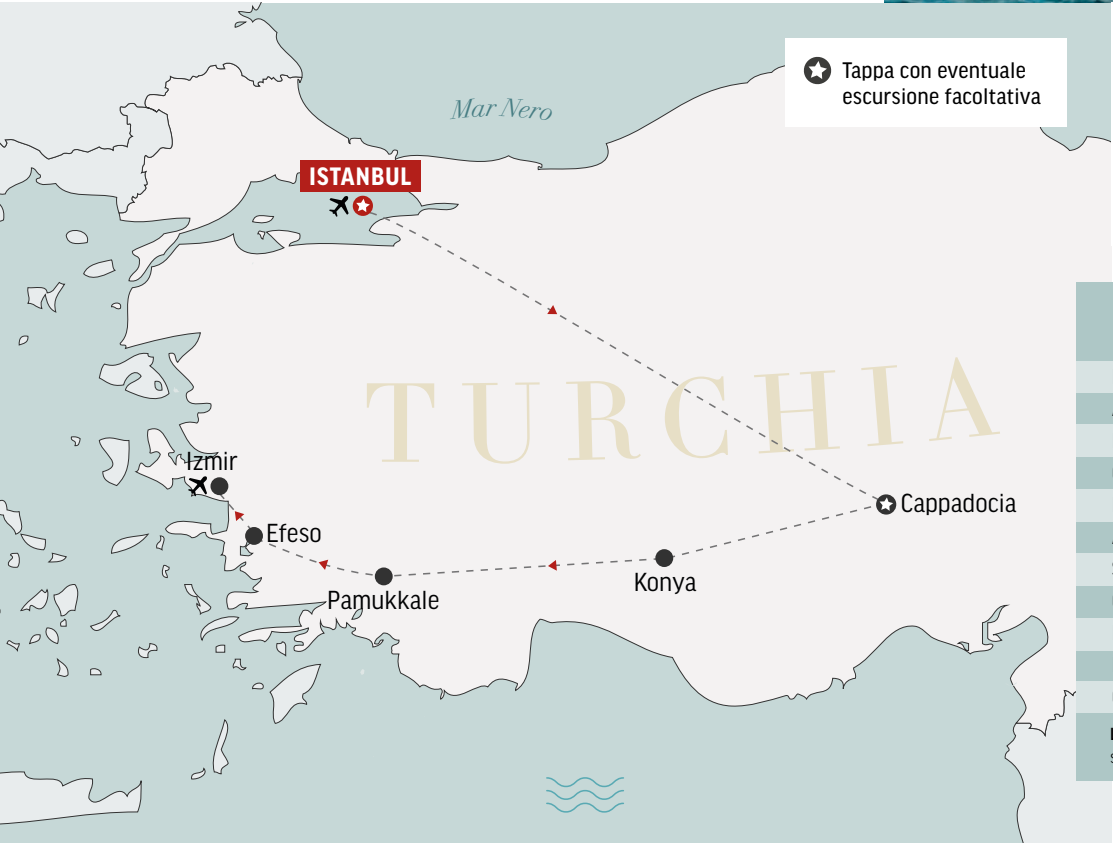 Tappa con eventuale
escursione facoltativa
Mar Nero
ISTANBUL
TURCHIA
Izmir
Cappadocia
Efeso
Konya
Pamukkale